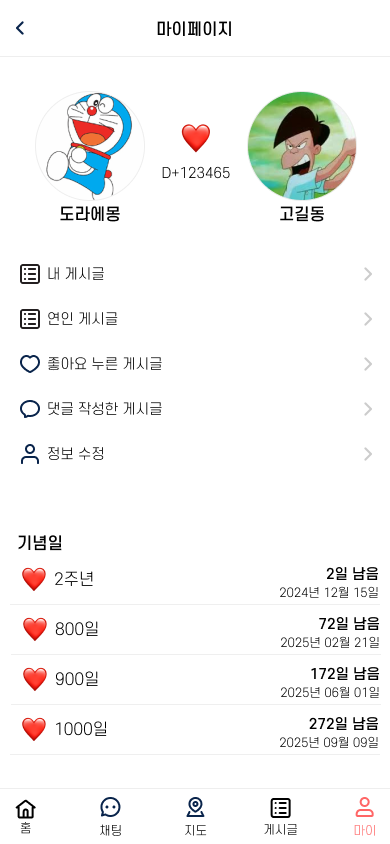 마이페이지
D+123465
도라에몽
고길동
내 게시글
연인 게시글
좋아요 누른 게시글
댓글 작성한 게시글
정보 수정
기념일
2주년
2일 남음
2024년 12월 15일
800일
72일 남음
2025년 02월 21일
900일
172일 남음
2025년 06월 01일
1000일
272일 남음
2025년 09월 09일
홈 채팅 지도 게시글 마이